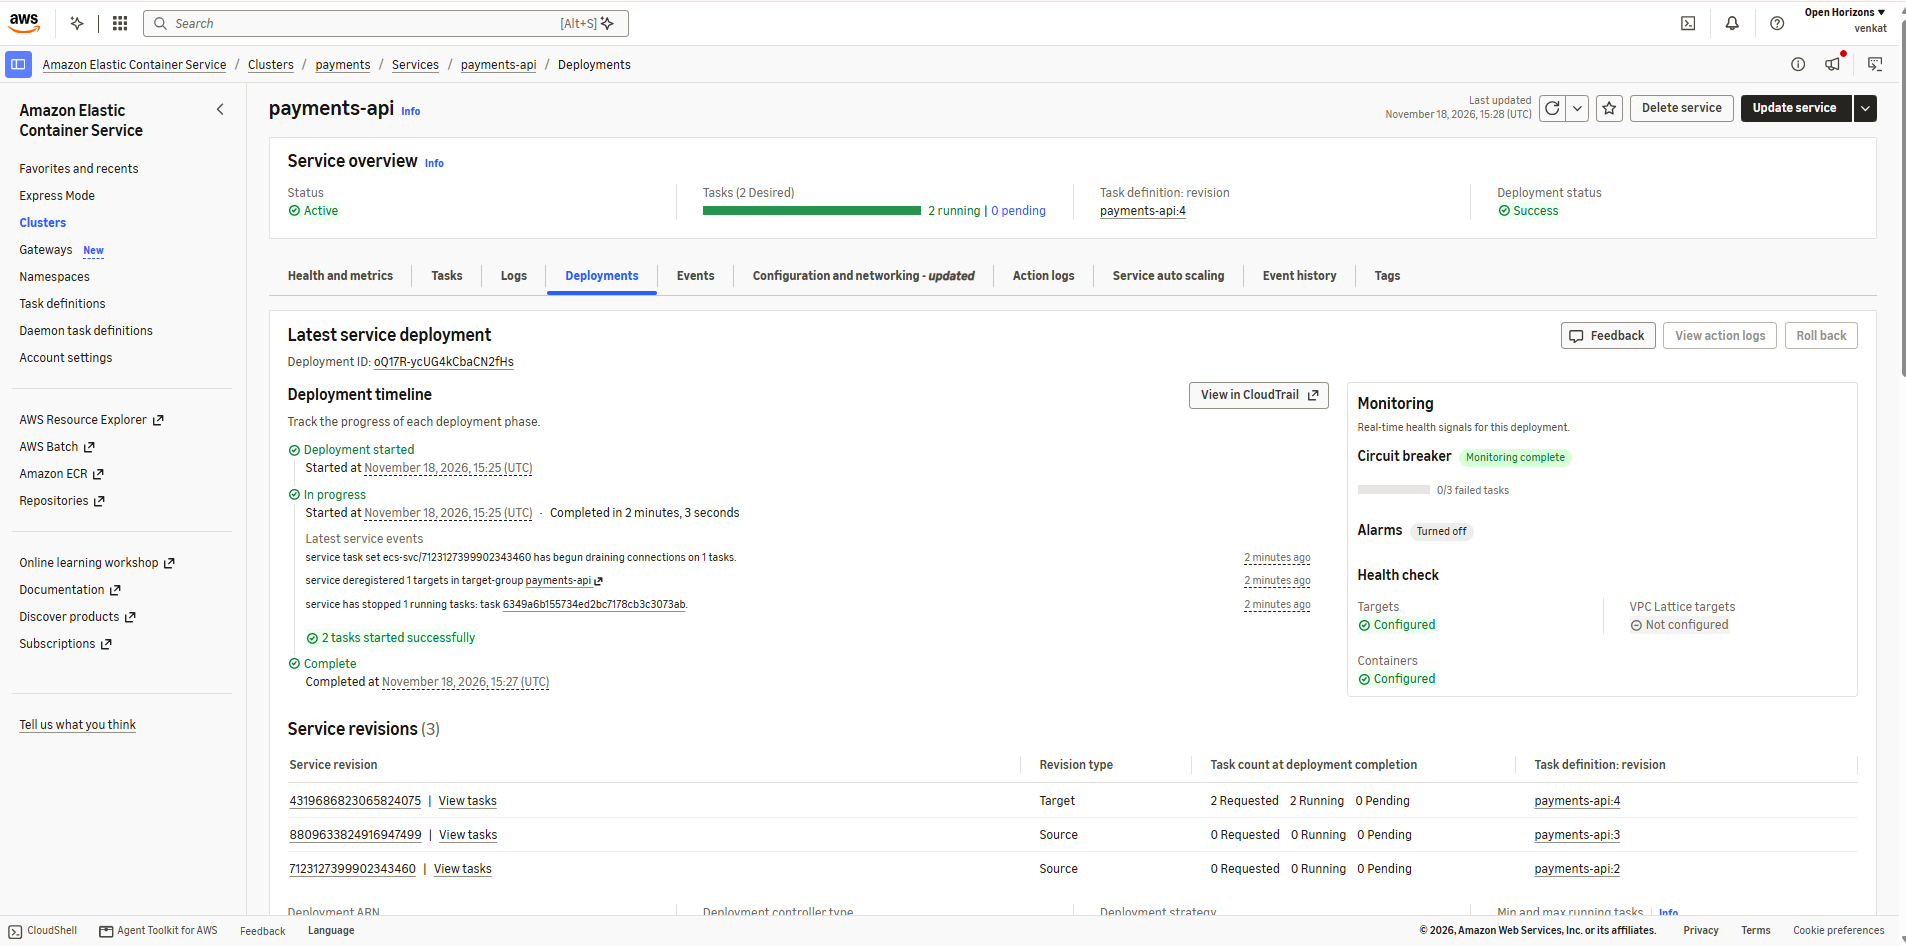 aws
Search [Alt+S]
Open Horizons
venkat
Amazon Elastic Container Service / Clusters / payments / Services / payments-api / Deployments
Amazon Elastic
Container Service
Favorites and recents
Express Mode
Clusters
Gateways New
Namespaces
Task definitions
Daemon task definitions
Account settings
AWS Resource Explorer
AWS Batch
Amazon ECR
Repositories
Online learning workshop
Documentation
Discover products
Subscriptions
Tell us what you think
payments-api Info
Last updated
November 18, 2026, 15:28 (UTC)
Delete service
Update service
Service overview Info
Status
Active
Tasks (2 Desired)
2 running | 0 pending
Task definition: revision
payments-api:4
Deployment status
Success
Health and metrics
Tasks
Logs
Deployments
Events
Configuration and networking - updated
Action logs
Service auto scaling
Event history
Tags
Latest service deployment
Feedback
View action logs
Roll back
Deployment ID: oQ17R-ycUG4kCbaCN2fHs
Deployment timeline
View in CloudTrail
Track the progress of each deployment phase.
Deployment started
Started at November 18, 2026, 15:25 (UTC)
In progress
Started at November 18, 2026, 15:25 (UTC) · Completed in 2 minutes, 3 seconds
Latest service events
service task set ecs-svc/7123127399902343460 has begun draining connections on 1 tasks. 2 minutes ago
service deregistered 1 targets in target-group payments-api 2 minutes ago
service has stopped 1 running tasks: task 6349a6b155734ed2bc7178cb3c3073ab. 2 minutes ago
2 tasks started successfully
Complete
Completed at November 18, 2026, 15:27 (UTC)
Monitoring
Real-time health signals for this deployment.
Circuit breaker Monitoring complete
0/3 failed tasks
Alarms Turned off
Health check
Targets
Configured
VPC Lattice targets
Not configured
Containers
Configured
Service revisions (3)
Service revision Revision type Task count at deployment completion Task definition: revision
4319686823065824075 | View tasks Target 2 Requested 2 Running 0 Pending payments-api:4
8809633824916947499 | View tasks Source 0 Requested 0 Running 0 Pending payments-api:3
7123127399902343460 | View tasks Source 0 Requested 0 Running 0 Pending payments-api:2
Deployment ARN Deployment controller type Deployment strategy Min and max running tasks Info
CloudShell Agent Toolkit for AWS Feedback Language
© 2026, Amazon Web Services, Inc. or its affiliates. Privacy Terms Cookie preferences